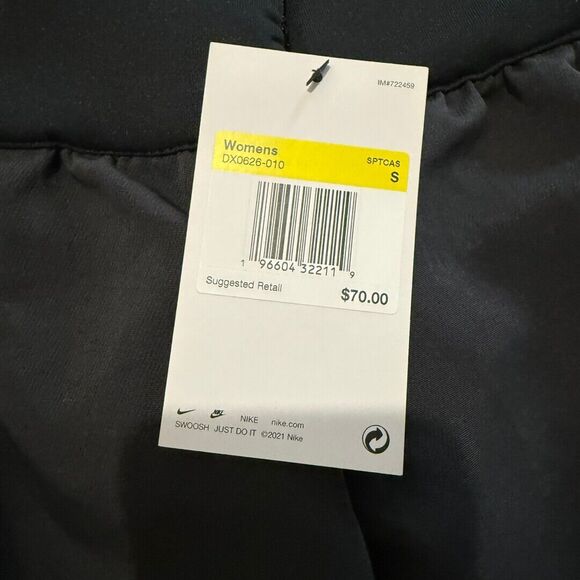 IM#722459
Womens
DX0626-010 SPTCAS
S
1 96604 32211 9
Suggested Retail $70.00
NIKE NIKE nike.com
SWOOSH JUST DO IT ©2021 Nike